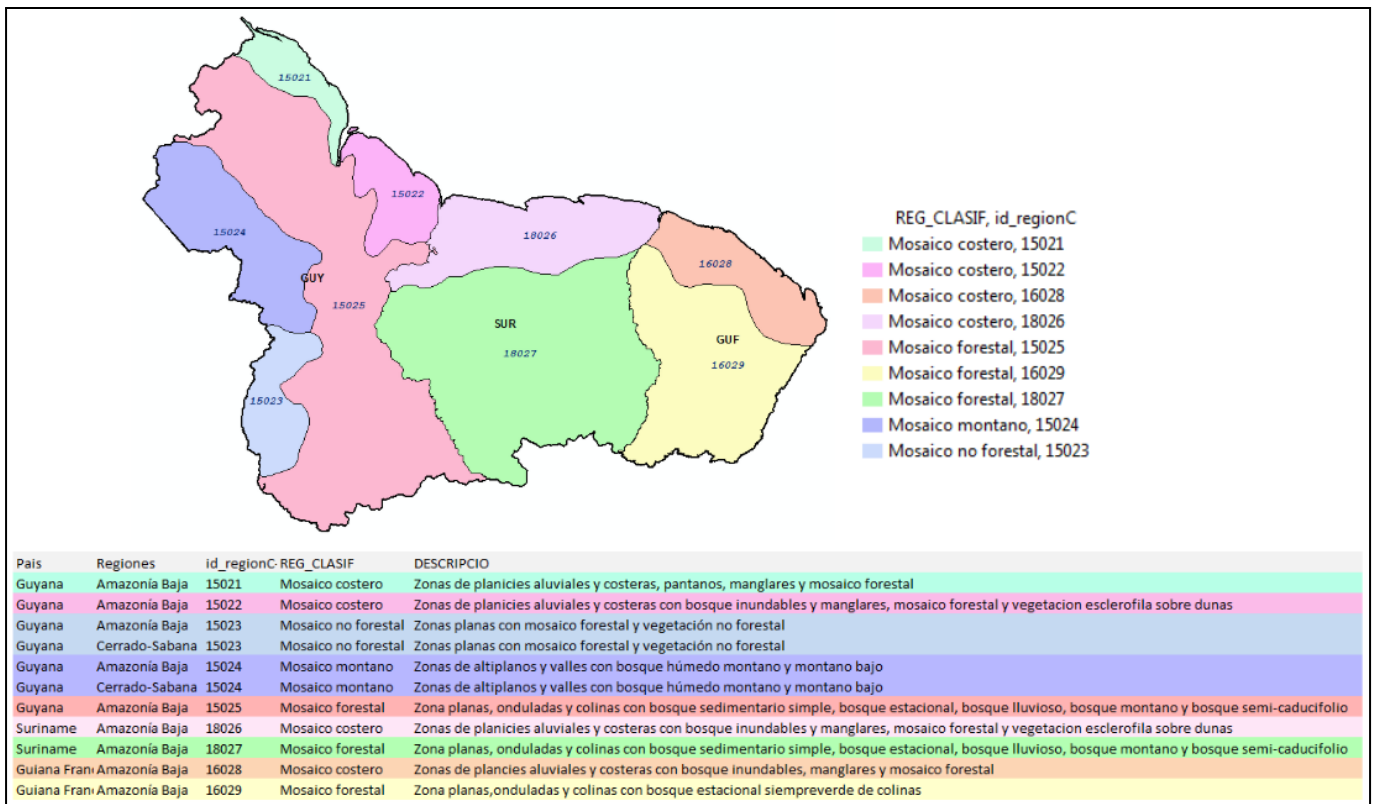 15021
15022
15024
18026
16028
GUY
15025
SUR
18027
GUF
16029
15023
REG_CLASIF, id_regionC
Mosaico costero, 15021
Mosaico costero, 15022
Mosaico costero, 16028
Mosaico costero, 18026
Mosaico forestal, 15025
Mosaico forestal, 16029
Mosaico forestal, 18027
Mosaico montano, 15024
Mosaico no forestal, 15023
Pais Regiones id_regionC- REG_CLASIF DESCRIPCIO
Guyana Amazonía Baja 15021 Mosaico costero Zonas de planicies aluviales y costeras, pantanos, manglares y mosaico forestal
Guyana Amazonía Baja 15022 Mosaico costero Zonas de planicies aluviales y costeras con bosque inundables y manglares, mosaico forestal y vegetacion esclerofila sobre dunas
Guyana Amazonía Baja 15023 Mosaico no forestal Zonas planas con mosaico forestal y vegetación no forestal
Guyana Cerrado-Sabana 15023 Mosaico no forestal Zonas planas con mosaico forestal y vegetación no forestal
Guyana Amazonía Baja 15024 Mosaico montano Zonas de altiplanos y valles con bosque húmedo montano y montano bajo
Guyana Cerrado-Sabana 15024 Mosaico montano Zonas de altiplanos y valles con bosque húmedo montano y montano bajo
Guyana Amazonía Baja 15025 Mosaico forestal Zona planas, onduladas y colinas con bosque sedimentario simple, bosque estacional, bosque lluvioso, bosque montano y bosque semi-caducifolio
Suriname Amazonía Baja 18026 Mosaico costero Zonas de planicies aluviales y costeras con bosque inundables y manglares, mosaico forestal y vegetacion esclerofila sobre dunas
Suriname Amazonía Baja 18027 Mosaico forestal Zona planas, onduladas y colinas con bosque sedimentario simple, bosque estacional, bosque lluvioso, bosque montano y bosque semi-caducifolio
Guiana Fran Amazonía Baja 16028 Mosaico costero Zonas de plancies aluviales y costeras con bosque inundables, manglares y mosaico forestal
Guiana Fran Amazonía Baja 16029 Mosaico forestal Zona planas,onduladas y colinas con bosque estacional siempreverde de colinas